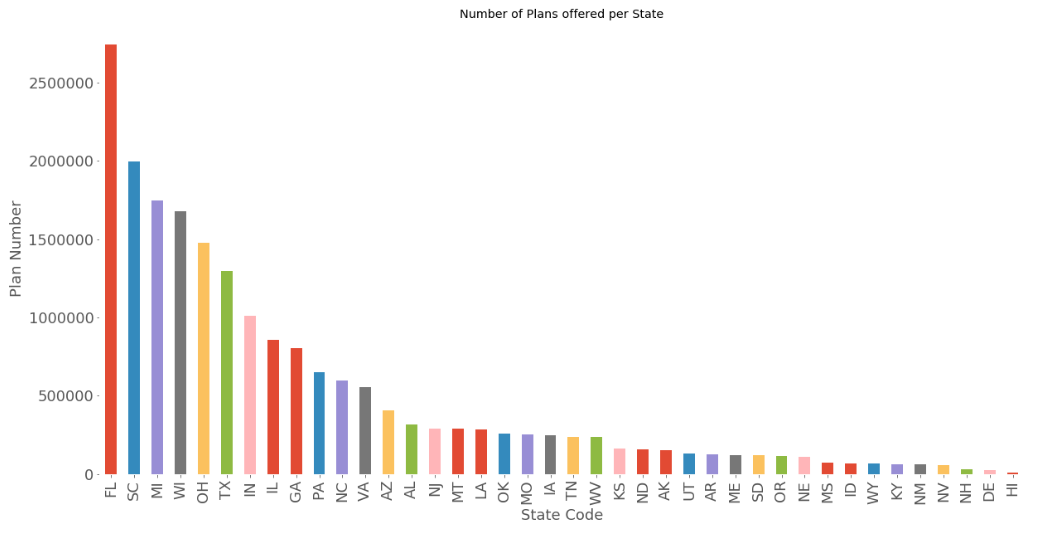 Number of Plans offered per State
2500000
2000000
1500000
1000000
500000
0
Plan Number
FL SC MI WI OH TX IN IL GA PA NC VA AZ AL NJ MT LA OK MO IA TN WV KS ND AK UT AR ME SD OR NE MS ID WY KY NM NV NH DE HI
State Code